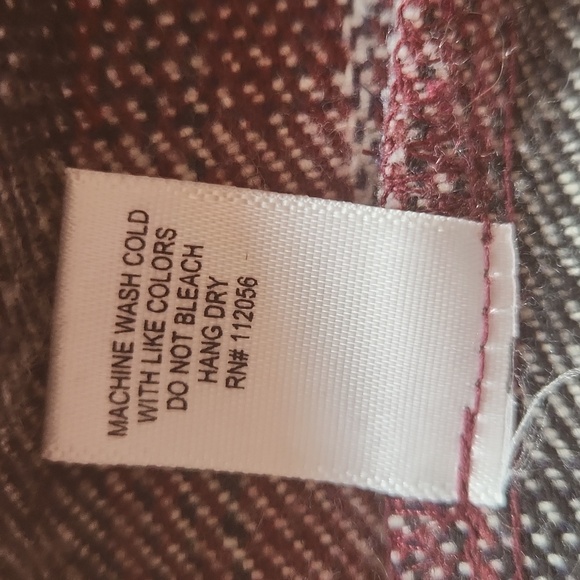 MACHINE WASH COLD
WITH LIKE COLORS
DO NOT BLEACH
HANG DRY
RN# 112056